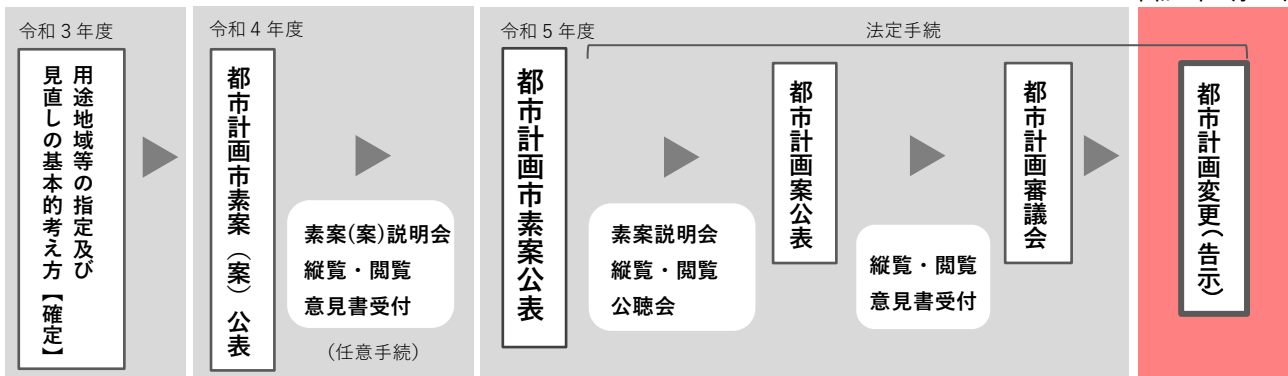 令和３年度
用途地域等の指定及び
見直しの基本的考え方【確定】
令和４年度
都市計画市素案（案）公表
素案(案)説明会
縦覧・閲覧
意見書受付
(任意手続)
令和５年度
法定手続
都市計画市素案公表
素案説明会
縦覧・閲覧
公聴会
都市計画案公表
縦覧・閲覧
意見書受付
都市計画審議会
都市計画変更(告示)